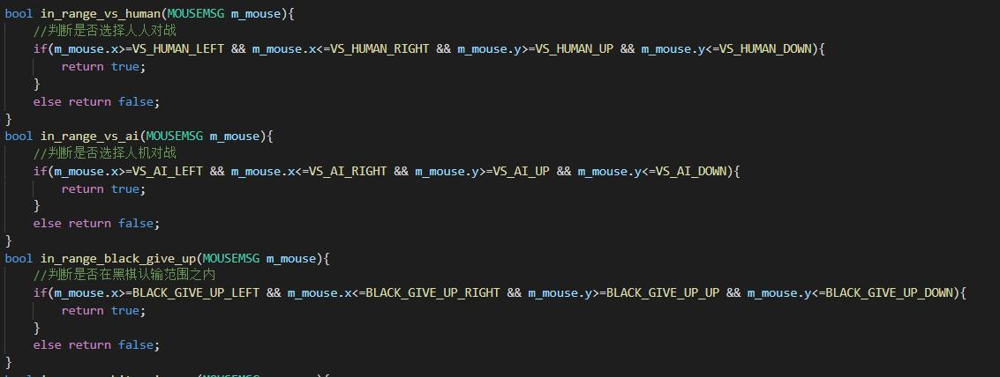 bool in_range_vs_human(MOUSEMSG m_mouse){
//判断是否选择人人对战
if(m_mouse.x>=VS_HUMAN_LEFT && m_mouse.x<=VS_HUMAN_RIGHT && m_mouse.y>=VS_HUMAN_UP && m_mouse.y<=VS_HUMAN_DOWN){
return true;
}
else return false;
}
bool in_range_vs_ai(MOUSEMSG m_mouse){
//判断是否选择人机对战
if(m_mouse.x>=VS_AI_LEFT && m_mouse.x<=VS_AI_RIGHT && m_mouse.y>=VS_AI_UP && m_mouse.y<=VS_AI_DOWN){
return true;
}
else return false;
}
bool in_range_black_give_up(MOUSEMSG m_mouse){
//判断是否在黑棋认输范围之内
if(m_mouse.x>=BLACK_GIVE_UP_LEFT && m_mouse.x<=BLACK_GIVE_UP_RIGHT && m_mouse.y>=BLACK_GIVE_UP_UP && m_mouse.y<=BLACK_GIVE_UP_DOWN){
return true;
}
else return false;
}